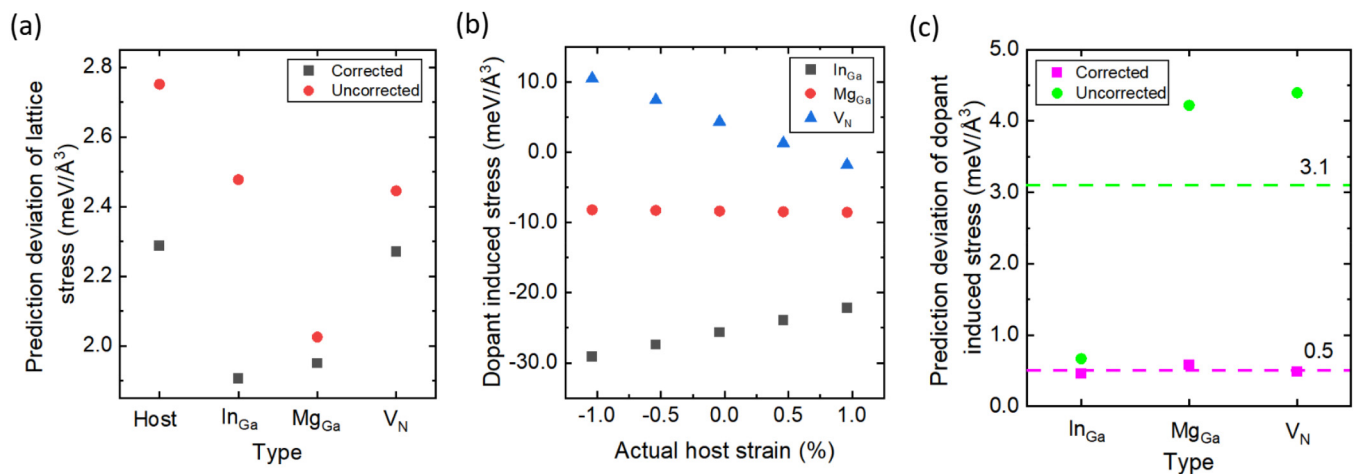 (a)
Prediction deviation of lattice
stress (meV/Å³)
2.8
2.6
2.4
2.2
2.0
Corrected
Uncorrected
Host
In_Ga
Mg_Ga
V_N
Type
(b)
Dopant induced stress (meV/Å³)
10.0
0.0
-10.0
-20.0
-30.0
In_Ga
Mg_Ga
V_N
-1.0
-0.5
0.0
0.5
1.0
Actual host strain (%)
(c)
Prediction deviation of dopant
induced stress (meV/Å³)
5.0
4.0
3.0
2.0
1.0
0.0
Corrected
Uncorrected
3.1
0.5
In_Ga
Mg_Ga
V_N
Type